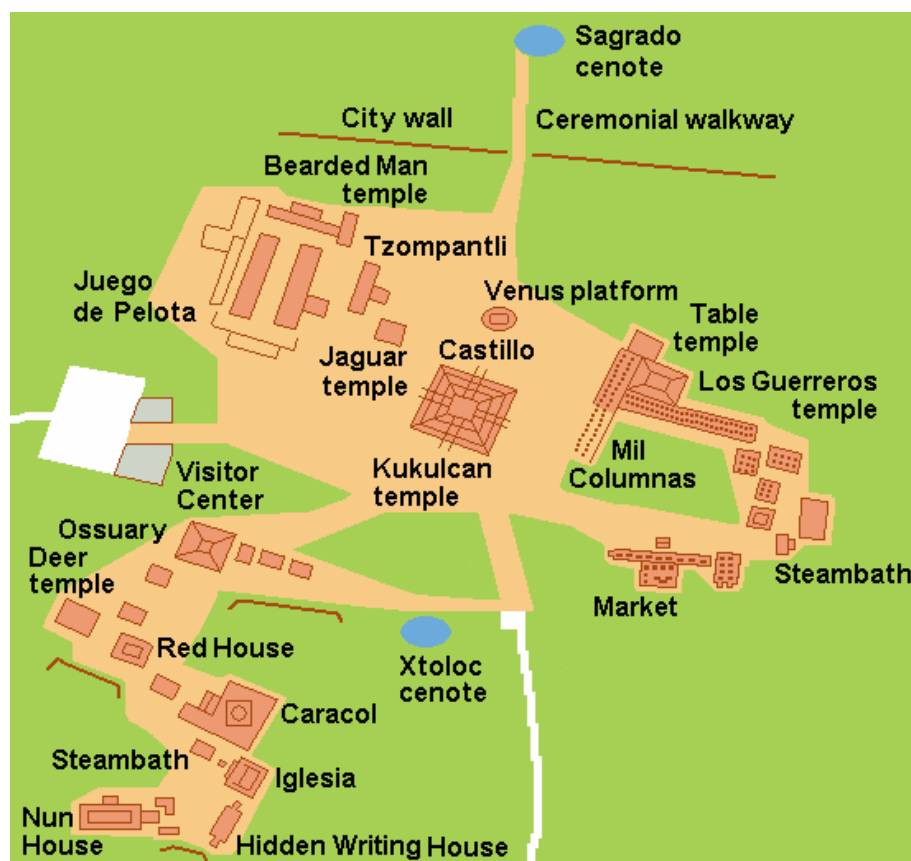 Sagrado
cenote
City wall
Ceremonial walkway
Bearded Man
temple
Tzompantli
Juego
de Pelota
Venus platform
Table
temple
Jaguar
temple
Castillo
Los Guerreros
temple
Mil
Columnas
Kukulcan
temple
Visitor
Center
Ossuary
Deer
temple
Steambath
Market
Red House
Xtoloc
cenote
Caracol
Steambath
Iglesia
Nun
House
Hidden Writing House